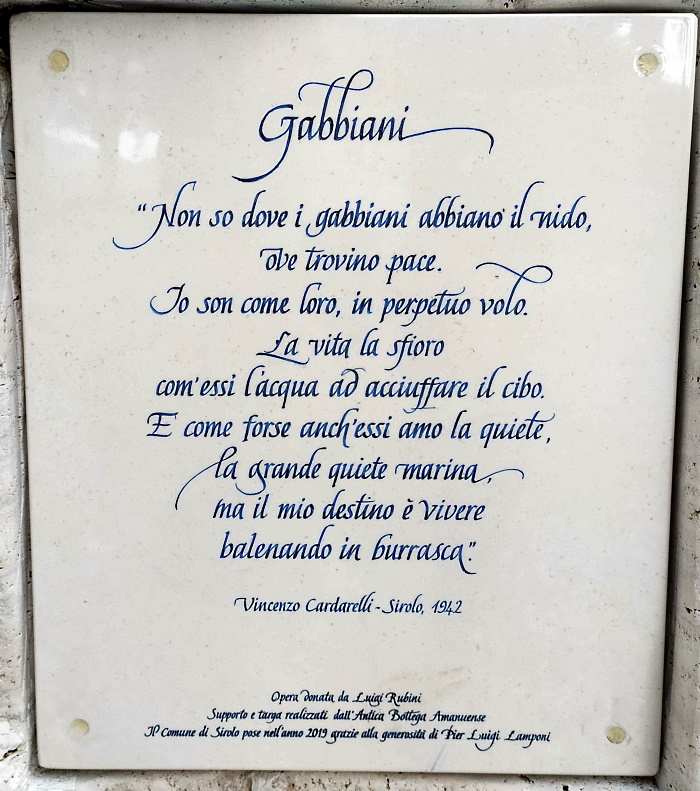 Gabbiani
“Non so dove i gabbiani abbiano il nido,
ove trovino pace.
Io son come loro, in perpetuo volo.
La vita la sfioro
com'essi l'acqua ad acciuffare il cibo.
E come forse anch'essi amo la quiete,
la grande quiete marina,
ma il mio destino è vivere
balenando in burrasca”.
Vincenzo Cardarelli - Sirolo, 1942
Opera donata da Luigi Rubini
Supporto e targa realizzati dall'Antica Bottega Amanuense
Il Comune di Sirolo pose nell'anno 2019 grazie alla generosità di Pier Luigi Lamponi